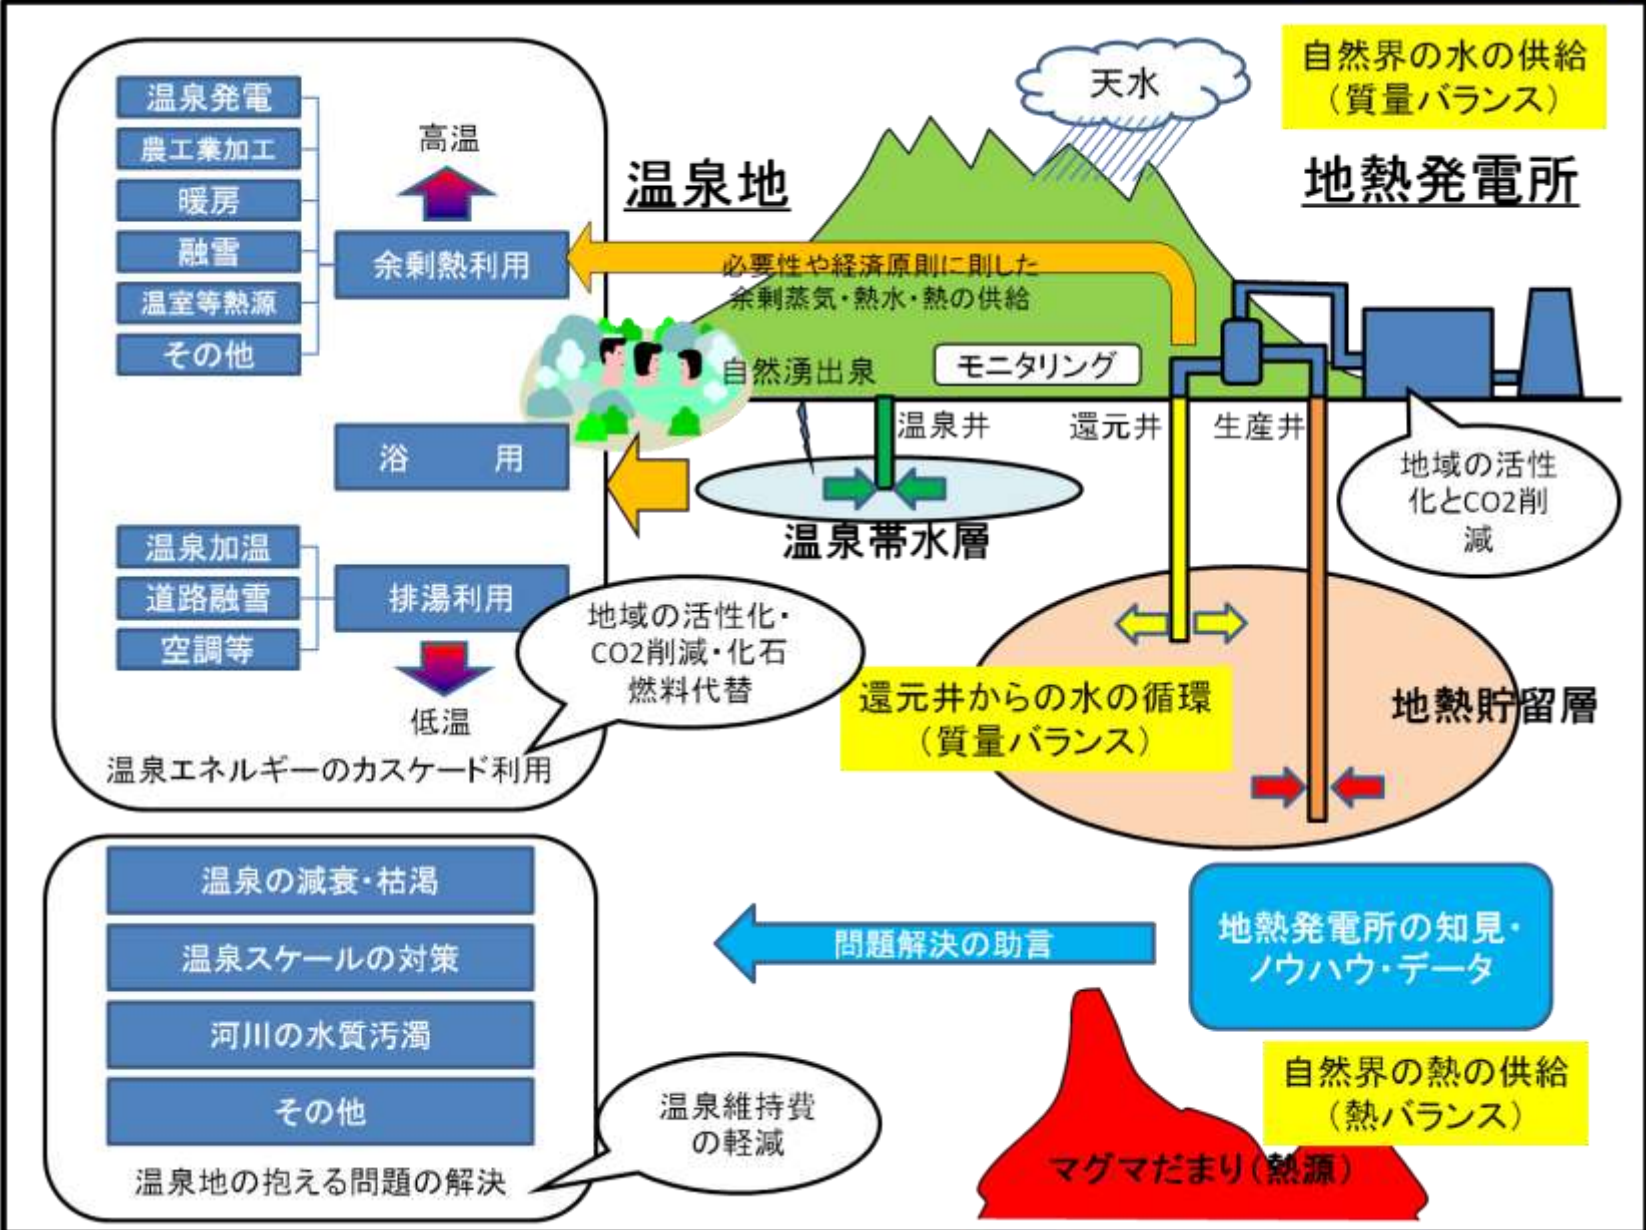 温泉発電
農工業加工
暖房
融雪
温室等熱源
その他
高温
余剰熱利用
浴　　用
温泉加温
道路融雪
空調等
排湯利用
低温
温泉エネルギーのカスケード利用
地域の活性化・
CO2削減・化石
燃料代替
温泉地
天水
自然界の水の供給
（質量バランス）
地熱発電所
必要性や経済原則に則した
余剰蒸気・熱水・熱の供給
自然湧出泉
モニタリング
温泉井
還元井
生産井
温泉帯水層
地域の活性
化とCO2削
減
還元井からの水の循環
（質量バランス）
地熱貯留層
温泉の減衰・枯渇
温泉スケールの対策
河川の水質汚濁
その他
温泉地の抱える問題の解決
温泉維持費
の軽減
問題解決の助言
地熱発電所の知見・
ノウハウ・データ
自然界の熱の供給
（熱バランス）
マグマだまり（熱源）